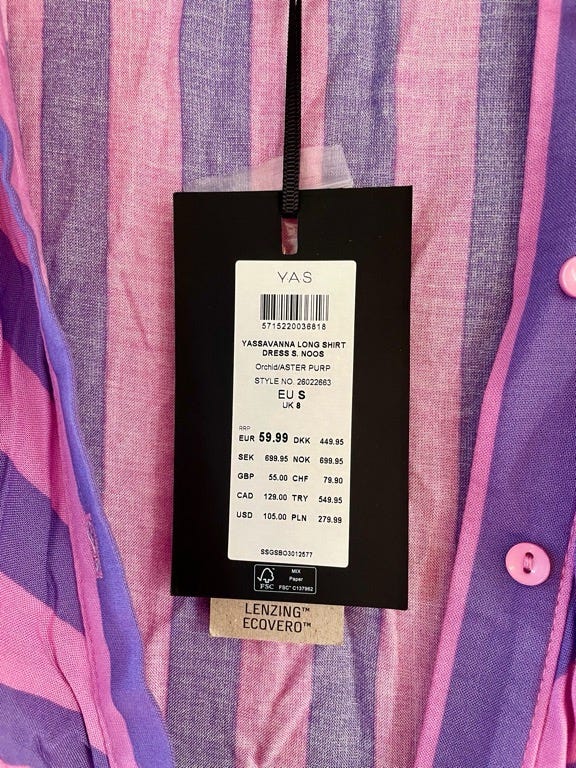 YAS
5715220036818
YASSAVANNA LONG SHIRT
DRESS S. NOOS
Orchid/ASTER PURP
STYLE NO. 26022663
EU S
UK 8
RRP
EUR 59.99 DKK 449.95
SEK 699.95 NOK 699.95
GBP 55.00 CHF 79.90
CAD 129.00 TRY 549.95
USD 105.00 PLN 279.99
SSGSBO3012577
FSC
MIX
Paper
FSC® C137962
LENZING™
ECOVERO™